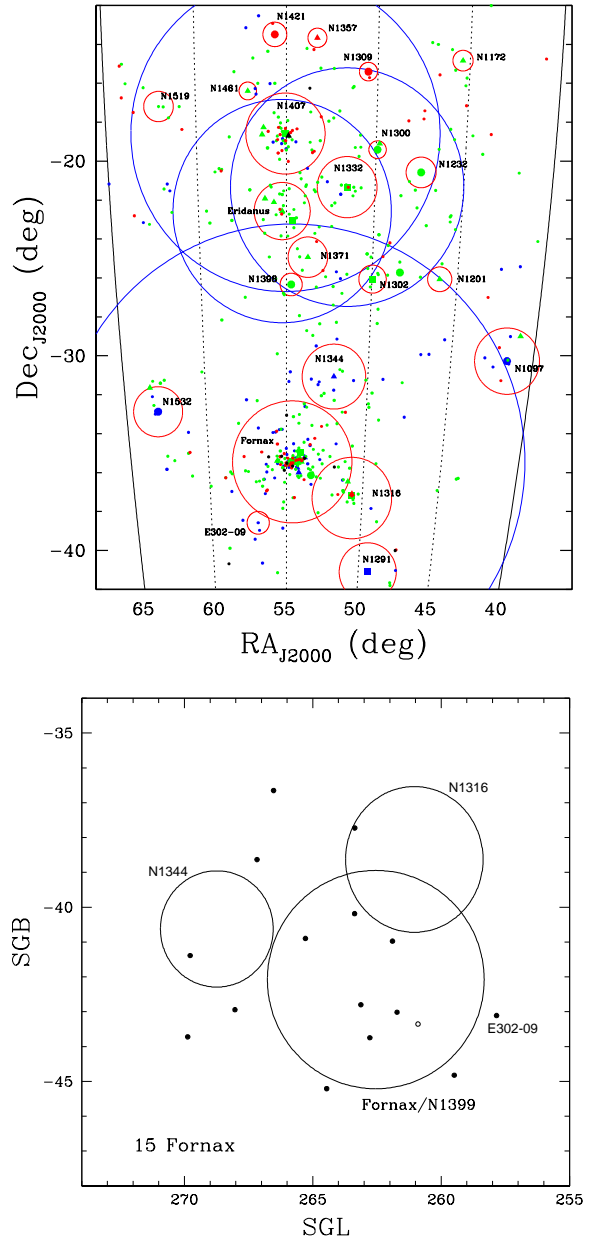 N1421
N1357
N1309
N1172
N1461
N1519
N1407
N1300
N1332
N1232
Eridanus
N1371
N1398
N1302
N1201
N1344
N1097
N1532
Fornax
N1316
E302-09
N1291
-20
-30
-40
Dec J2000 (deg)
65 60 55 50 45 40
RA J2000 (deg)
-35
-40
-45
SGB
N1316
N1344
E302-09
Fornax/N1399
15 Fornax
270 265 260 255
SGL